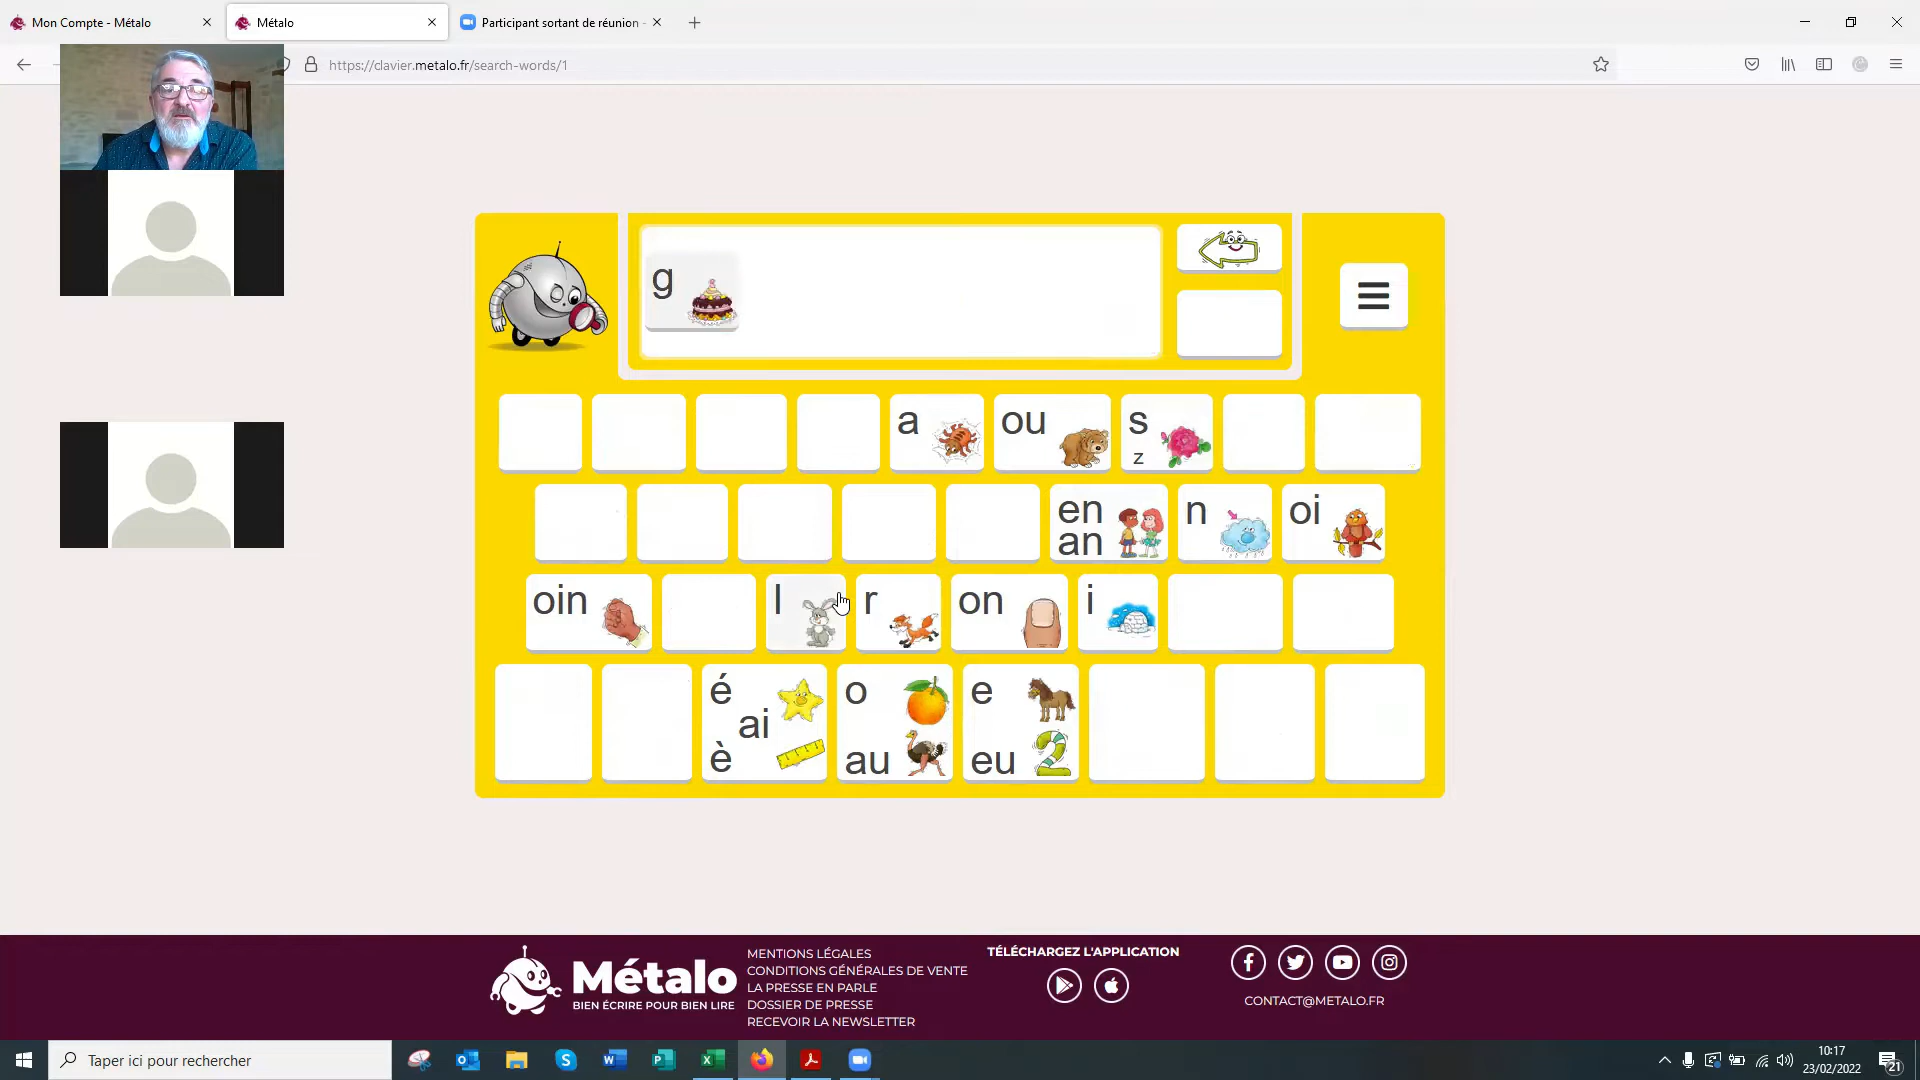 Mon Compte - Métalo
Métalo
Participant sortant de réunion -
https://clavier.metalo.fr/search-words/1
g
a
ou
s
z
en
an
n
oi
oin
l
r
on
i
é
ai
è
o
au
e
eu
Métalo
BIEN ÉCRIRE POUR BIEN LIRE
MENTIONS LÉGALES
CONDITIONS GÉNÉRALES DE VENTE
LA PRESSE EN PARLE
DOSSIER DE PRESSE
RECEVOIR LA NEWSLETTER
TÉLÉCHARGEZ L'APPLICATION
CONTACT@METALO.FR
Taper ici pour rechercher
10:17
23/02/2022
21